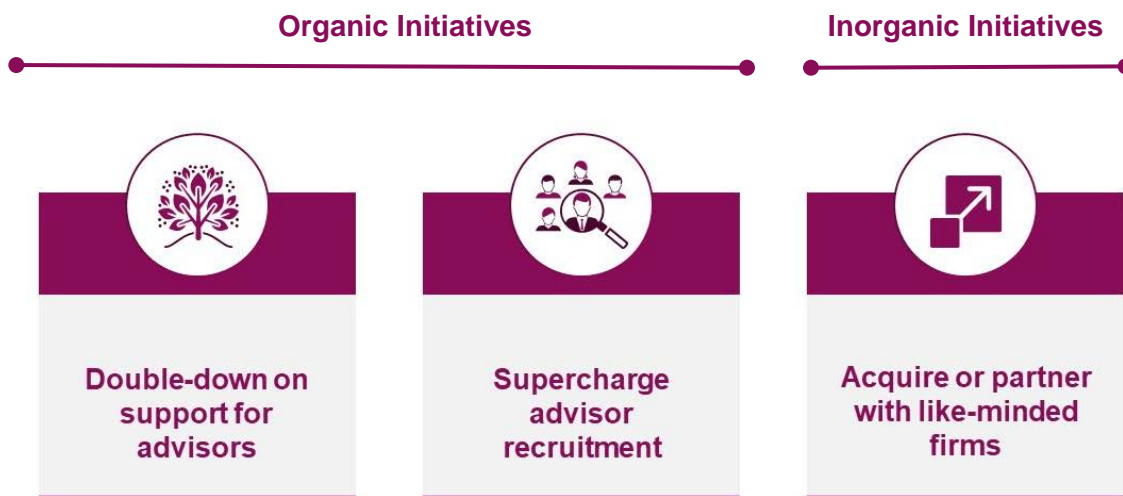 Organic Initiatives
Inorganic Initiatives
Double-down on
support for
advisors
Supercharge
advisor
recruitment
Acquire or partner
with like-minded
firms